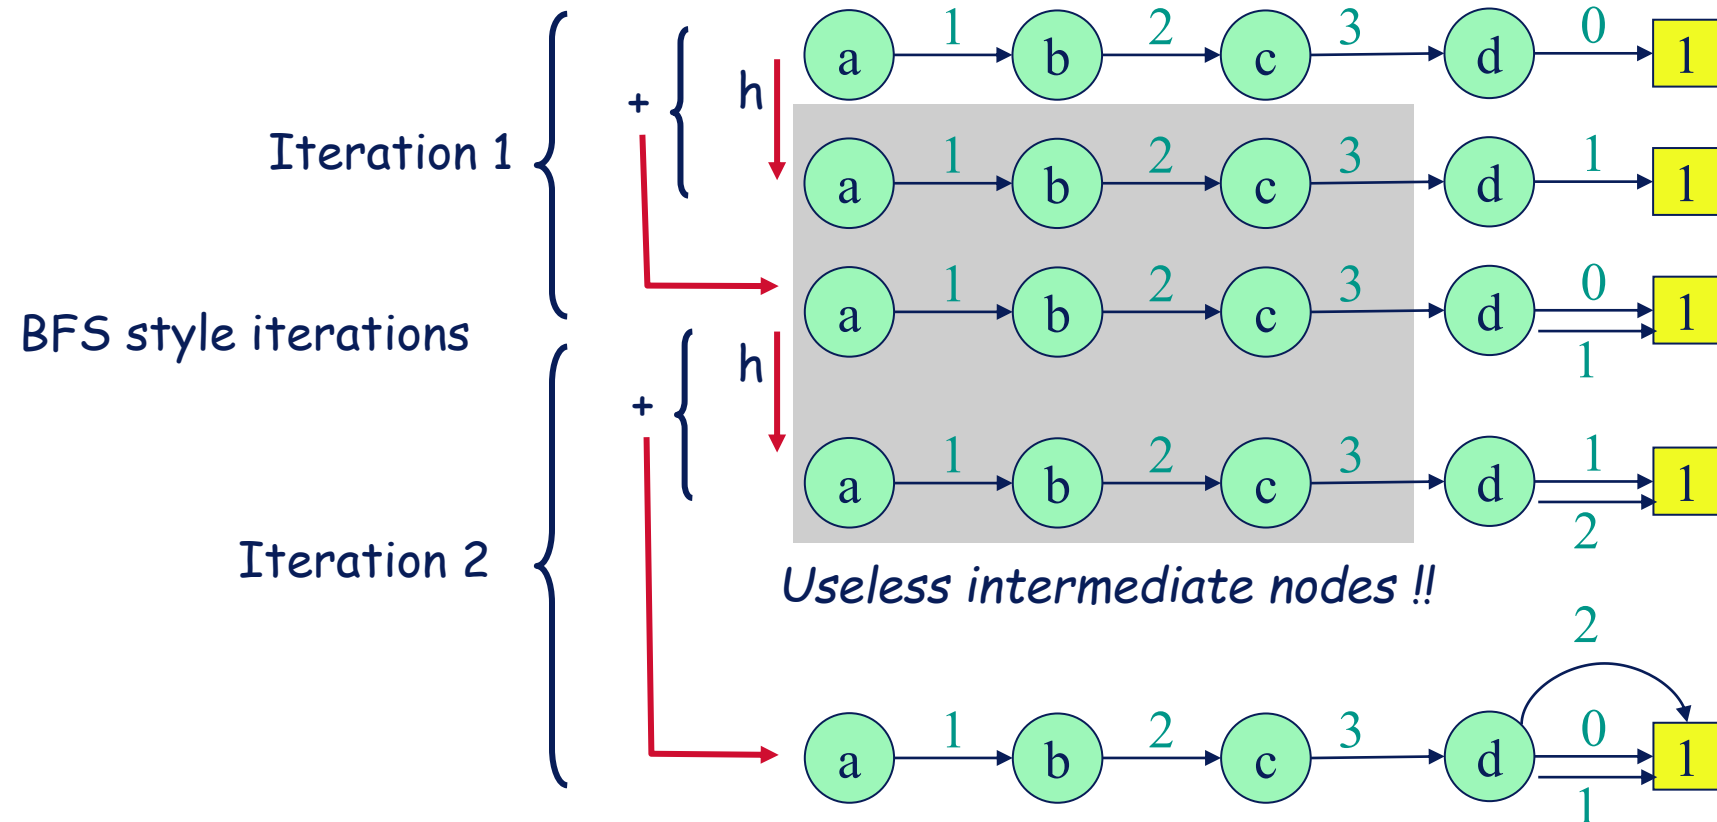 1 2 3 0
a b c d 1
+ h
Iteration 1
1 2 3 1
a b c d 1
1 2 3 0
a b c d 1
1
BFS style iterations
+ h
1 2 3 1
a b c d 1
2
Iteration 2
Useless intermediate nodes !!
2
1 2 3 0
a b c d 1
1